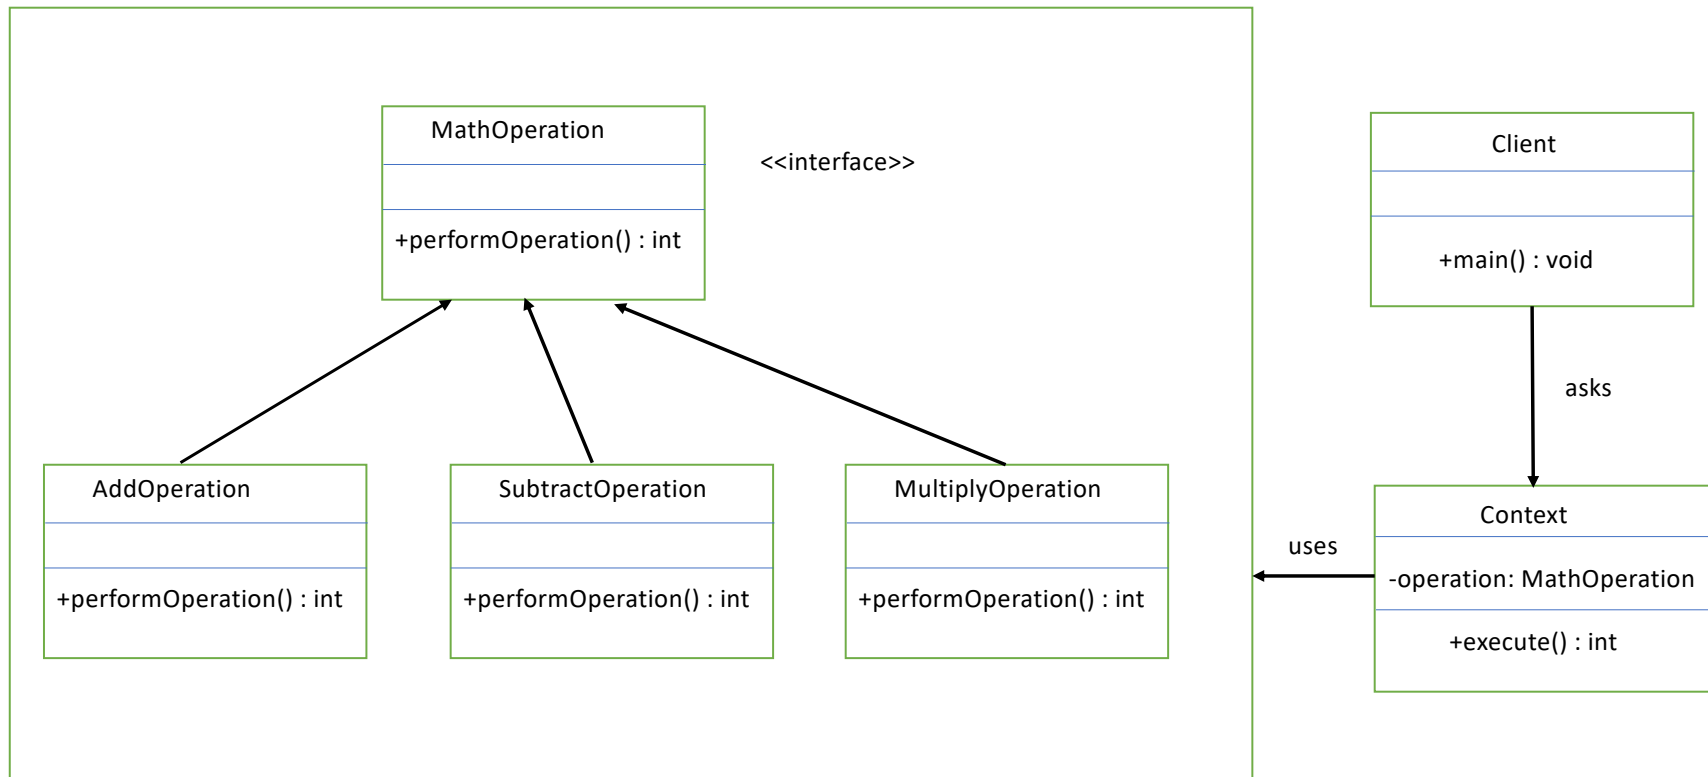 MathOperation
<<interface>>
+performOperation() : int
Client
+main() : void
asks
AddOperation
+performOperation() : int
SubtractOperation
+performOperation() : int
MultiplyOperation
+performOperation() : int
uses
Context
-operation: MathOperation
+execute() : int